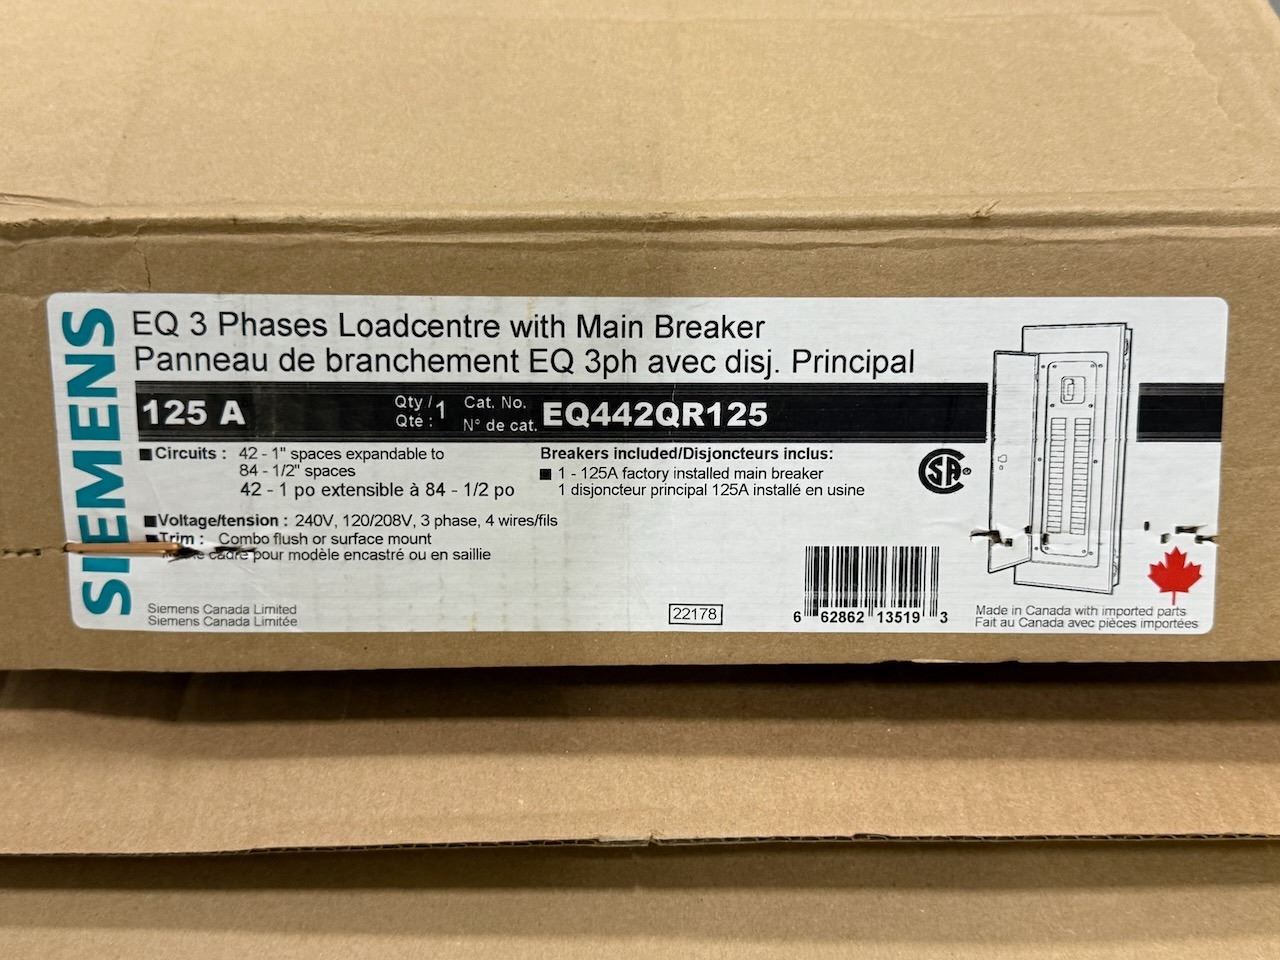 SIEMENS
EQ 3 Phases Loadcentre with Main Breaker
Panneau de branchement EQ 3ph avec disj. Principal
125 A
Qty /
Qté : 1
Cat. No.
N° de cat. EQ442QR125
Circuits : 42 - 1" spaces expandable to
84 - 1/2" spaces
42 - 1 po extensible à 84 - 1/2 po
Breakers included/Disjoncteurs inclus:
1 - 125A factory installed main breaker
1 disjoncteur principal 125A installé en usine
SA
Voltage/tension : 240V, 120/208V, 3 phase, 4 wires/fils
Trim : Combo flush or surface mount
cadre pour modèle encastré ou en saillie
Siemens Canada Limited
Siemens Canada Limitée
22178
6 62862 13519 3
Made in Canada with imported parts
Fait au Canada avec pièces importées